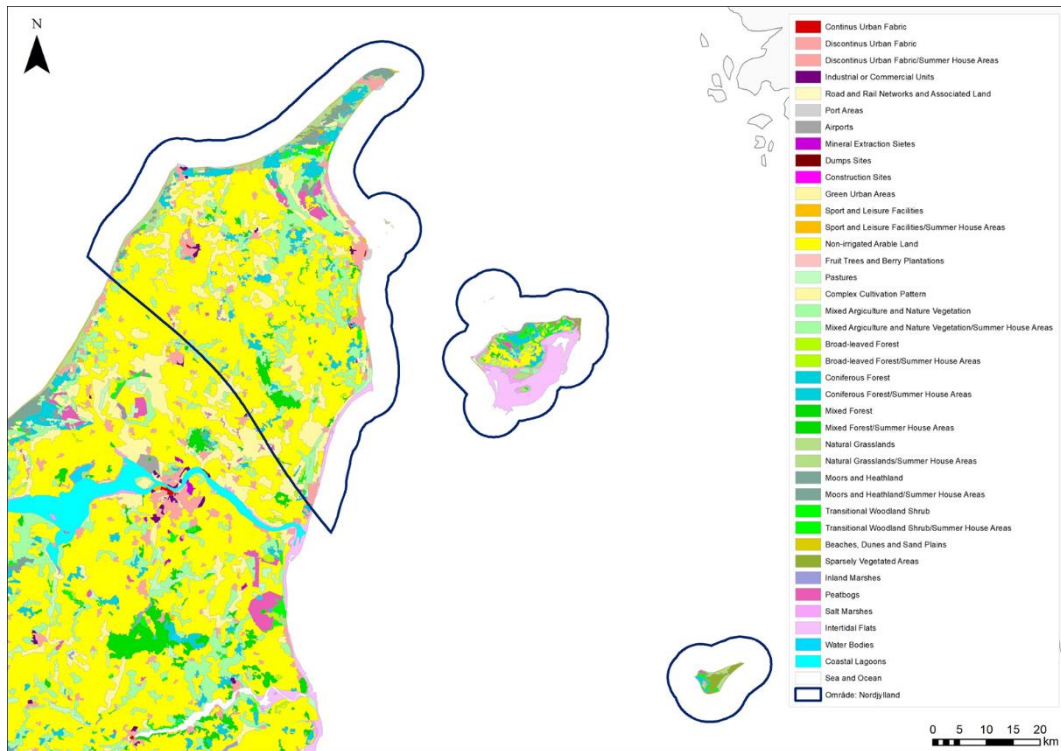 N
Continus Urban Fabric
Discontinus Urban Fabric
Discontinus Urban Fabric/Summer House Areas
Industrial or Commercial Units
Road and Rail Networks and Associated Land
Port Areas
Airports
Mineral Extraction Sietes
Dumps Sites
Construction Sites
Green Urban Areas
Sport and Leisure Facilities
Sport and Leisure Facilities/Summer House Areas
Non-irrigated Arable Land
Fruit Trees and Berry Plantations
Pastures
Complex Cultivation Pattern
Mixed Argiculture and Nature Vegetation
Mixed Argiculture and Nature Vegetation/Summer House Areas
Broad-leaved Forest
Broad-leaved Forest/Summer House Areas
Coniferous Forest
Coniferous Forest/Summer House Areas
Mixed Forest
Mixed Forest/Summer House Areas
Natural Grasslands
Natural Grasslands/Summer House Areas
Moors and Heathland
Moors and Heathland/Summer House Areas
Transitional Woodland Shrub
Transitional Woodland Shrub/Summer House Areas
Beaches, Dunes and Sand Plains
Sparsely Vegetated Areas
Inland Marshes
Peatbogs
Salt Marshes
Intertidal Flats
Water Bodies
Coastal Lagoons
Sea and Ocean
Område: Nordjylland
0 5 10 15 20
km